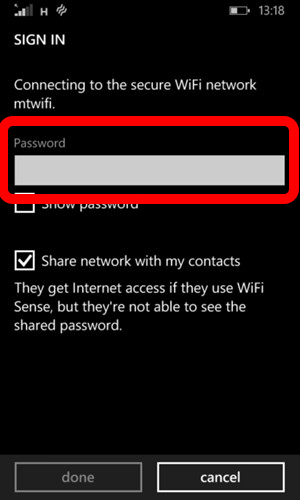 H 13:18
SIGN IN
Connecting to the secure WiFi network
mtwifi.
Password
Show password
Share network with my contacts
They get Internet access if they use WiFi
Sense, but they're not able to see the
shared password.
done cancel